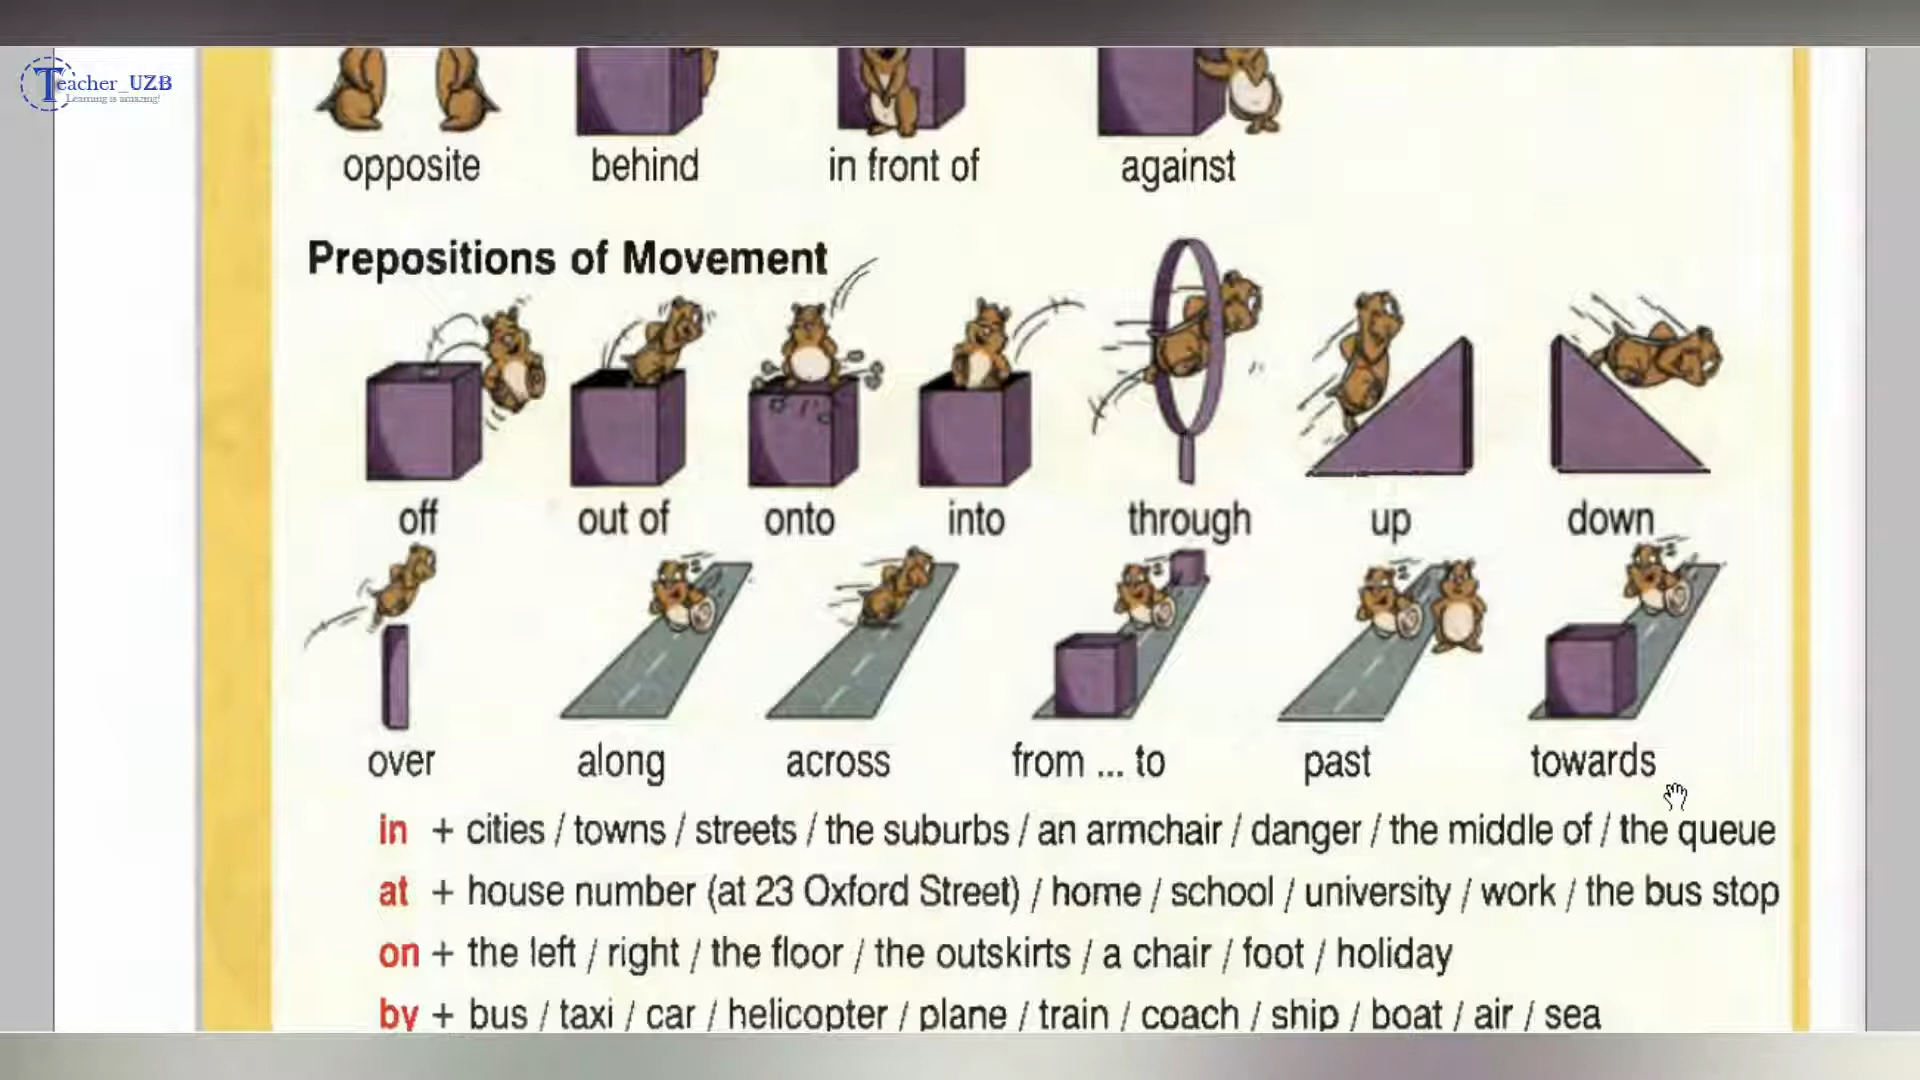 Teacher_UZB
Learning is amazing!
opposite behind in front of against
Prepositions of Movement
off out of onto into through up down
over along across from ... to past towards
in + cities / towns / streets / the suburbs / an armchair / danger / the middle of / the queue
at + house number (at 23 Oxford Street) / home / school / university / work / the bus stop
on + the left / right / the floor / the outskirts / a chair / foot / holiday
by + bus / taxi / car / helicopter / plane / train / coach / ship / boat / air / sea